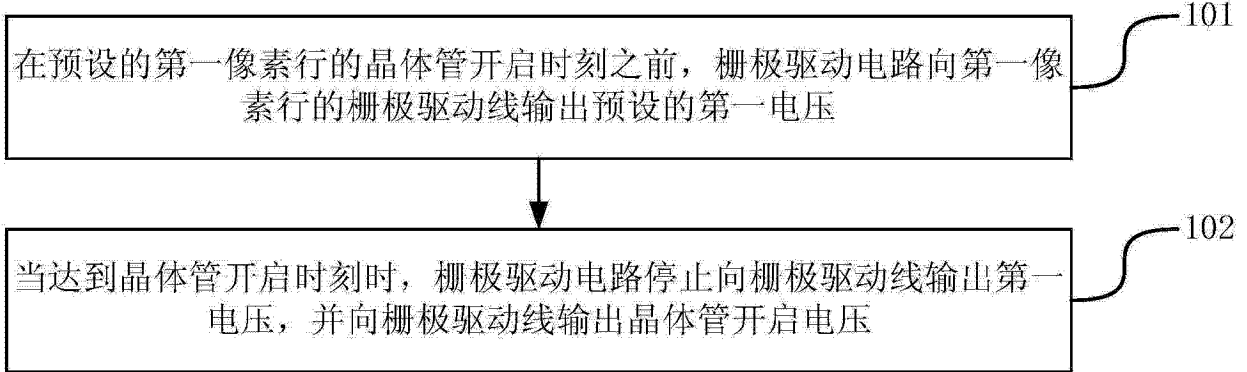 101
在预设的第一像素行的晶体管开启时刻之前，栅极驱动电路向第一像
素行的栅极驱动线输出预设的第一电压
102
当达到晶体管开启时刻时，栅极驱动电路停止向栅极驱动线输出第一
电压，并向栅极驱动线输出晶体管开启电压